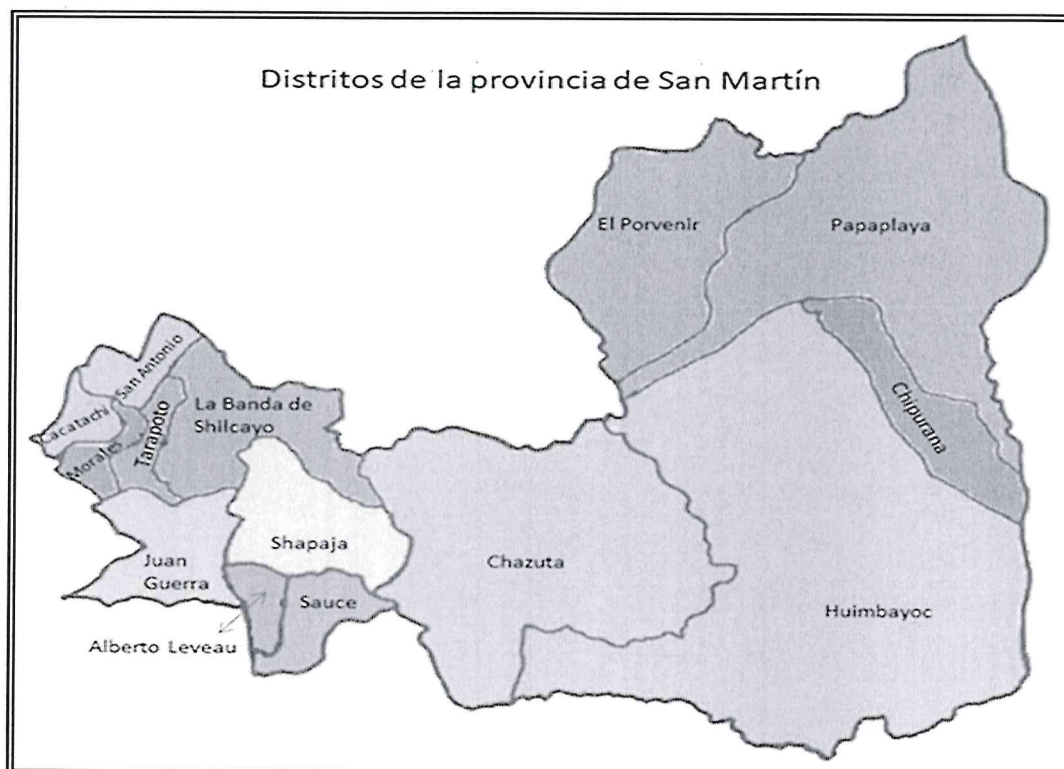 Distritos de la provincia de San Martín
El Porvenir
Papaplaya
San Antonio
Cacatachi
Morales
Tarapoto
La Banda de
Shilcayo
Chipurana
Shapaja
Juan
Guerra
Chazuta
Sauce
Huimbayoc
Alberto Leveau